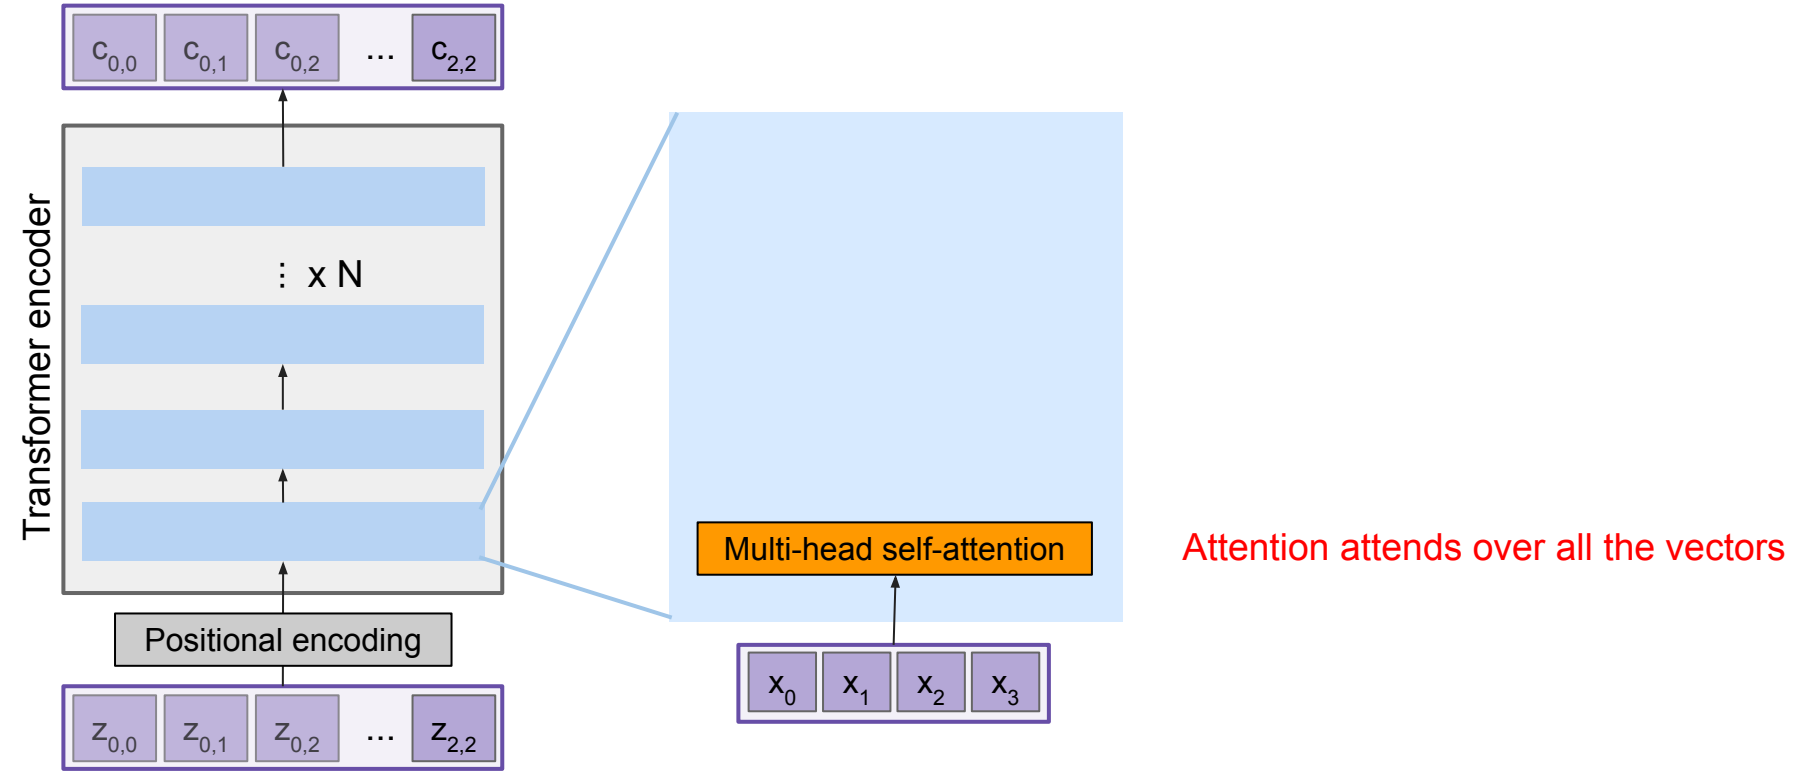 c0,0 c0,1 c0,2 ... c2,2
Transformer encoder
⋮ x N
Positional encoding
z0,0 z0,1 z0,2 ... z2,2
Multi-head self-attention
x0 x1 x2 x3
Attention attends over all the vectors